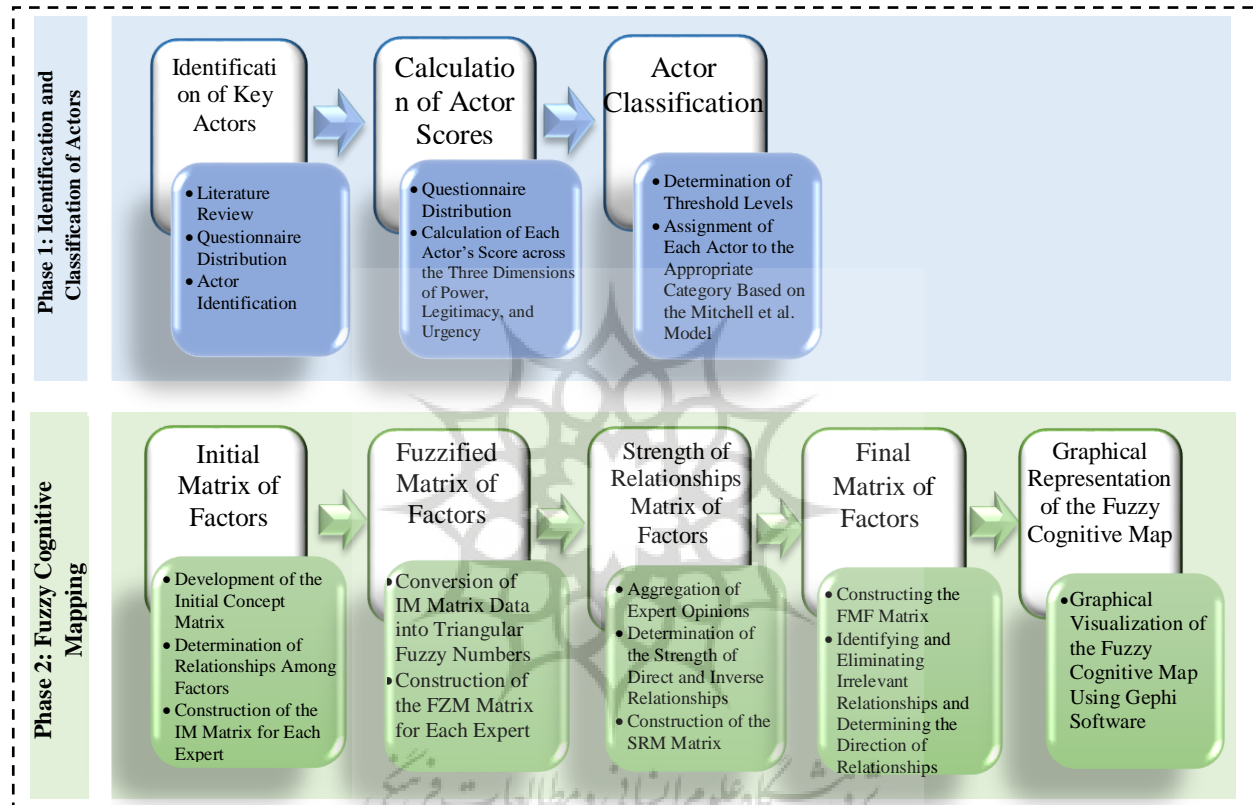 Phase 1: Identification and
Classification of Actors
Identificati
on of Key
Actors
• Literature
Review
• Questionnaire
Distribution
• Actor
Identification
Calculatio
n of Actor
Scores
• Questionnaire
Distribution
• Calculation of Each
Actor's Score across
the Three Dimensions
of Power,
Legitimacy, and
Urgency
Actor
Classification
• Determination of
Threshold Levels
• Assignment of
Each Actor to the
Appropriate
Category Based on
the Mitchell et al.
Model
Phase 2: Fuzzy Cognitive
Mapping
Initial
Matrix of
Factors
• Development of the
Initial Concept
Matrix
• Determination of
Relationships Among
Factors
• Construction of the
IM Matrix for Each
Expert
Fuzzified
Matrix of
Factors
• Conversion of
IM Matrix Data
into Triangular
Fuzzy Numbers
• Construction of
the FZM Matrix
for Each Expert
Strength of
Relationships
Matrix of
Factors
• Aggregation of
Expert Opinions
• Determination of
the Strength of
Direct and Inverse
Relationships
• Construction of the
SRM Matrix
Final
Matrix of
Factors
• Constructing the
FMF Matrix
• Identifying and
Eliminating
Irrelevant
Relationships and
Determining the
Direction of
Relationships
Graphical
Representation
of the Fuzzy
Cognitive Map
• Graphical
Visualization of
the Fuzzy
Cognitive Map
Using Gephi
Software
پژوهشگاه علوم انسانی و مطالعات فرهنگی